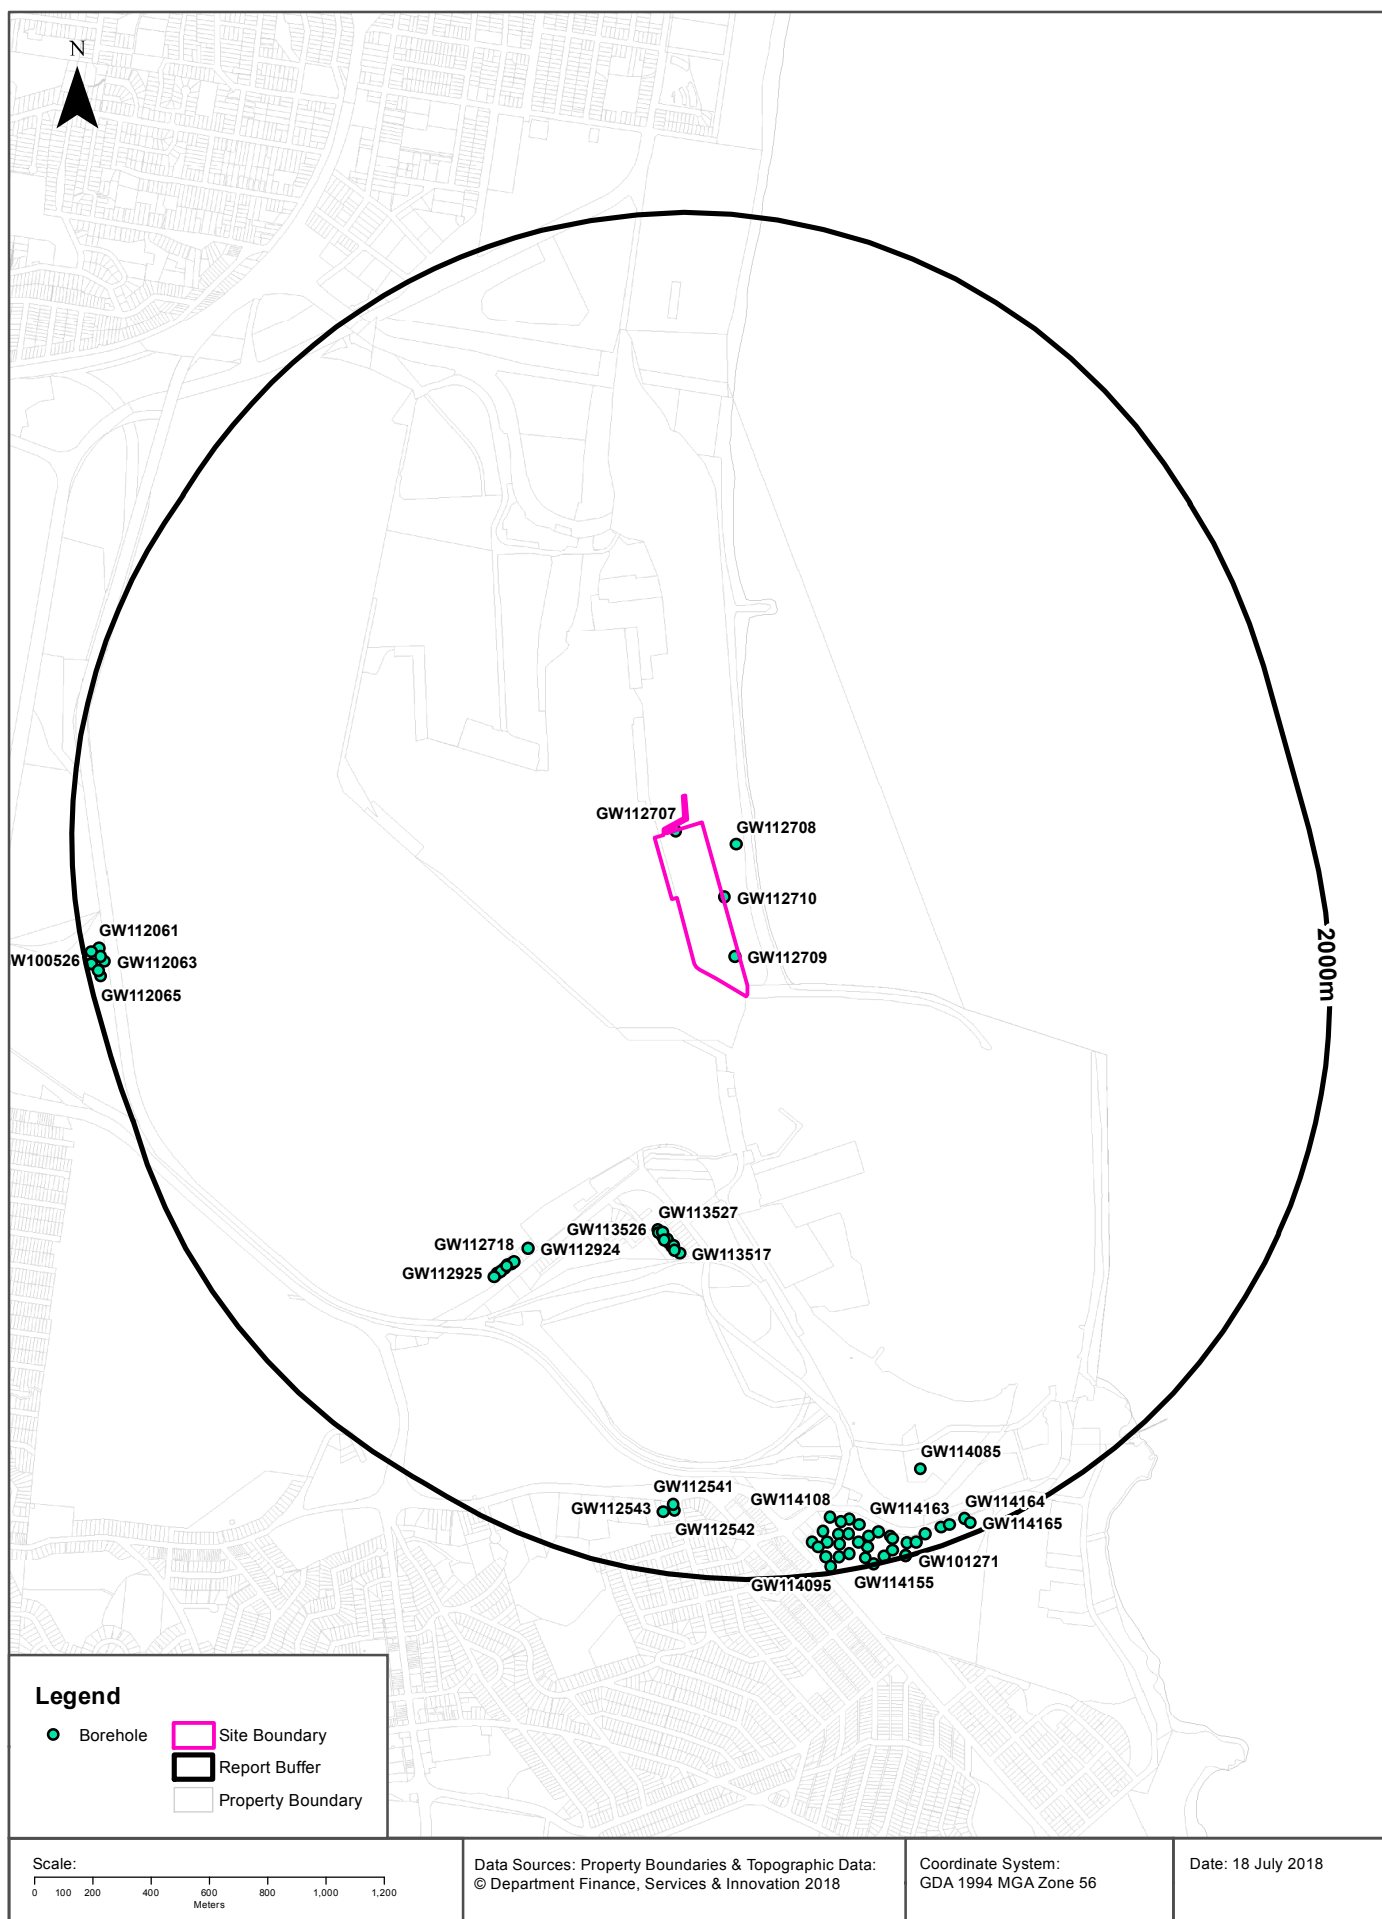 N
GW112707
GW112708
GW112710
GW112709
2000m
GW112061
W100526
GW112063
GW112065
GW113527
GW113526
GW113517
GW112718
GW112924
GW112925
GW114085
GW112541
GW112543
GW112542
GW114108
GW114163
GW114164
GW114165
GW101271
GW114095
GW114155
Legend
Borehole
Site Boundary
Report Buffer
Property Boundary
Scale:
0 100 200 400 600 800 1,000 1,200
Meters
Data Sources: Property Boundaries & Topographic Data:
© Department Finance, Services & Innovation 2018
Coordinate System:
GDA 1994 MGA Zone 56
Date: 18 July 2018